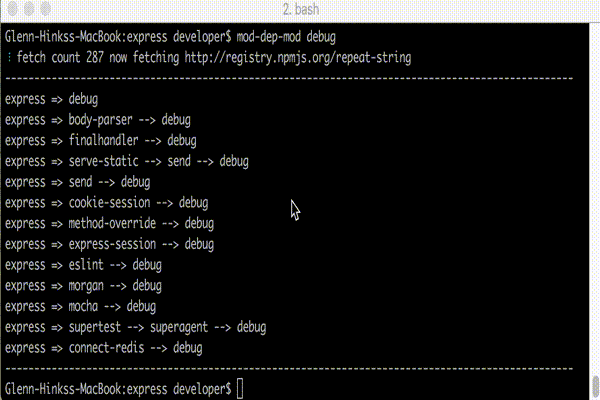 2. bash
Glenn-Hinkss-MacBook:express developer$ mod-dep-mod debug
⋮ fetch count 287 now fetching http://registry.npmjs.org/repeat-string
------------------------------------------------------------------------------------------
express => debug
express => body-parser --> debug
express => finalhandler --> debug
express => serve-static --> send --> debug
express => send --> debug
express => cookie-session --> debug
express => method-override --> debug
express => express-session --> debug
express => eslint --> debug
express => morgan --> debug
express => mocha --> debug
express => supertest --> superagent --> debug
express => connect-redis --> debug
------------------------------------------------------------------------------------------
Glenn-Hinkss-MacBook:express developer$